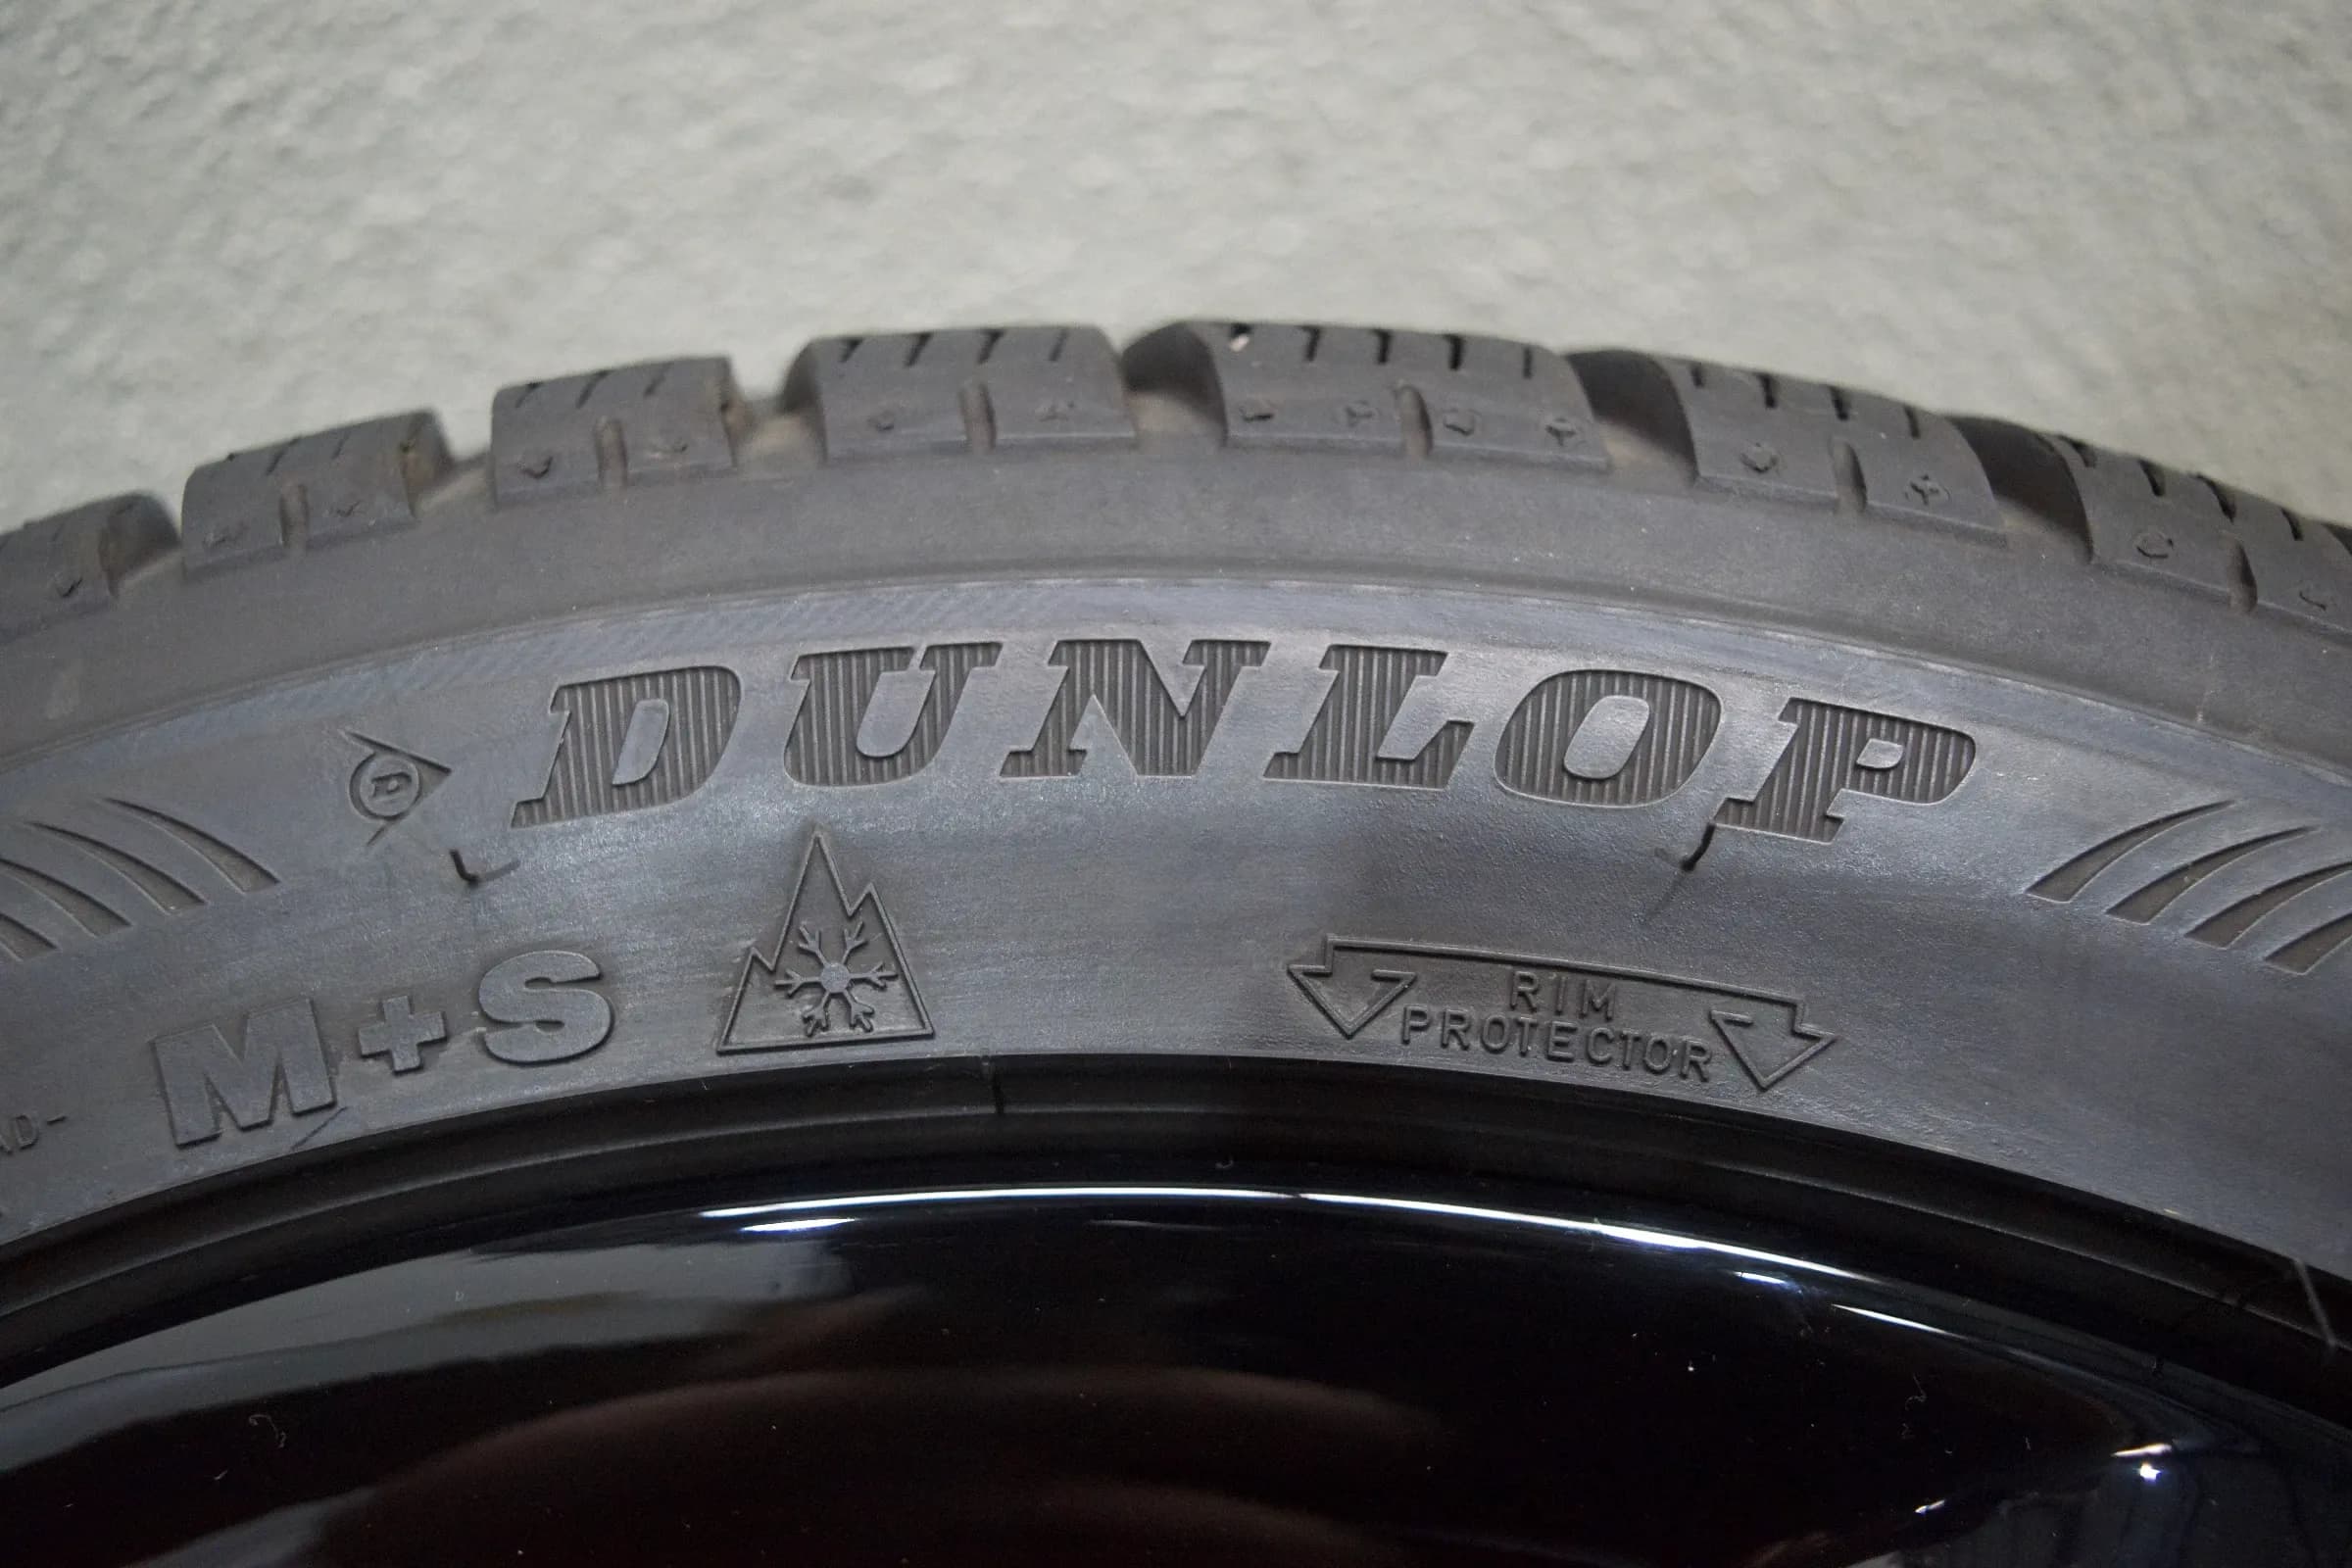 D
DUNLOP
M+S
RIM
PROTECTOR